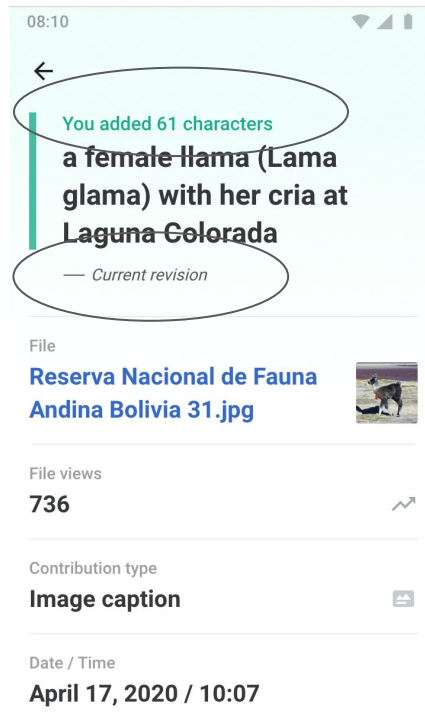 08:10
You added 61 characters
a female llama (Lama
glama) with her cria at
Laguna Colorada
— Current revision
File
Reserva Nacional de Fauna
Andina Bolivia 31.jpg
File views
736
Contribution type
Image caption
Date / Time
April 17, 2020 / 10:07